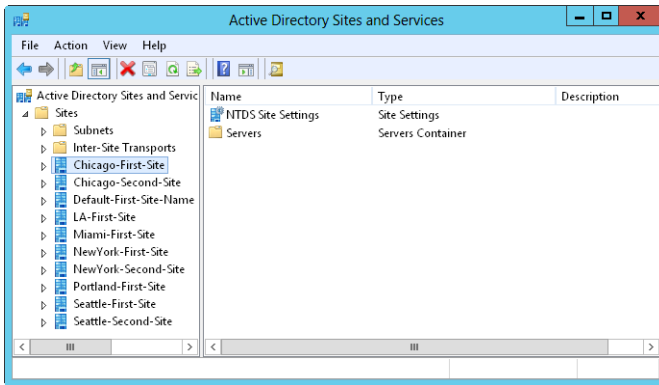 Active Directory Sites and Services
File Action View Help
Active Directory Sites and Servic
Sites
Subnets
Inter-Site Transports
Chicago-First-Site
Chicago-Second-Site
Default-First-Site-Name
LA-First-Site
Miami-First-Site
NewYork-First-Site
NewYork-Second-Site
Portland-First-Site
Seattle-First-Site
Seattle-Second-Site
Name Type Description
NTDS Site Settings Site Settings
Servers Servers Container